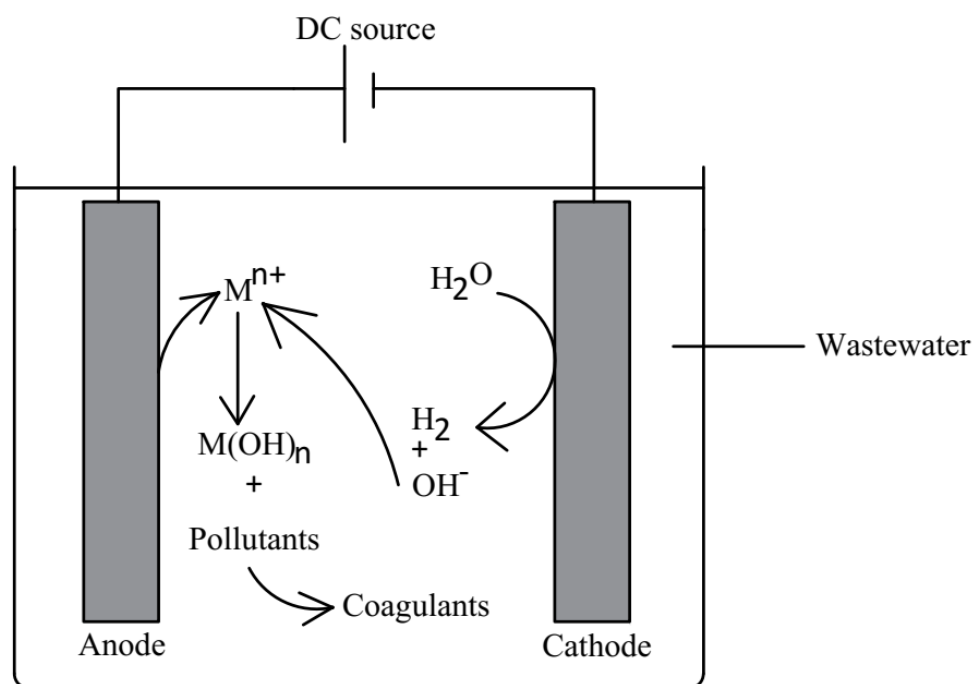 DC source
Mⁿ⁺
H₂O
Wastewater
M(OH)ₙ
+
Pollutants
H₂
+
OH⁻
Coagulants
Anode
Cathode